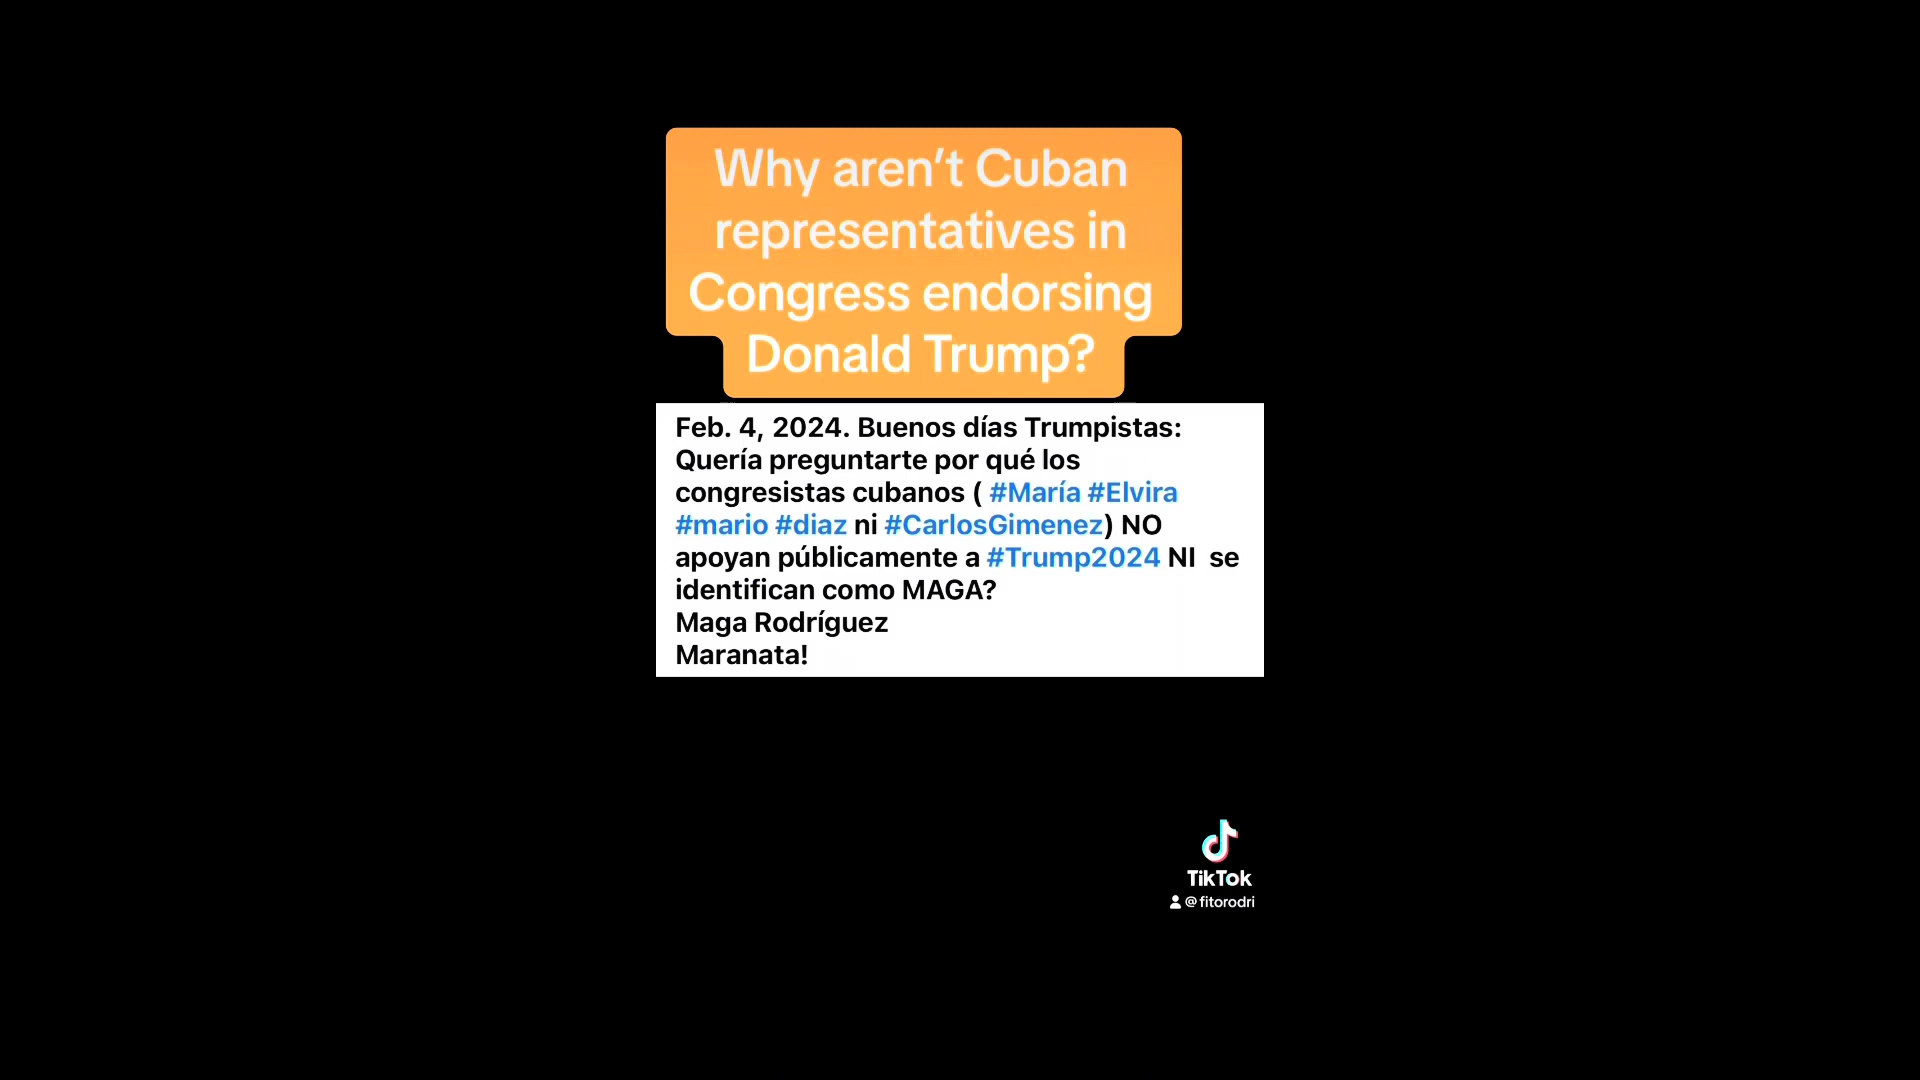 Why aren’t Cuban
representatives in
Congress endorsing
Donald Trump?
Feb. 4, 2024. Buenos días Trumpistas:
Quería preguntarte por qué los
congresistas cubanos ( #María #Elvira
#mario #diaz ni #CarlosGimenez) NO
apoyan públicamente a #Trump2024 NI  se
identifican como MAGA?
Maga Rodríguez
Maranata!
TikTok
@fitorodri